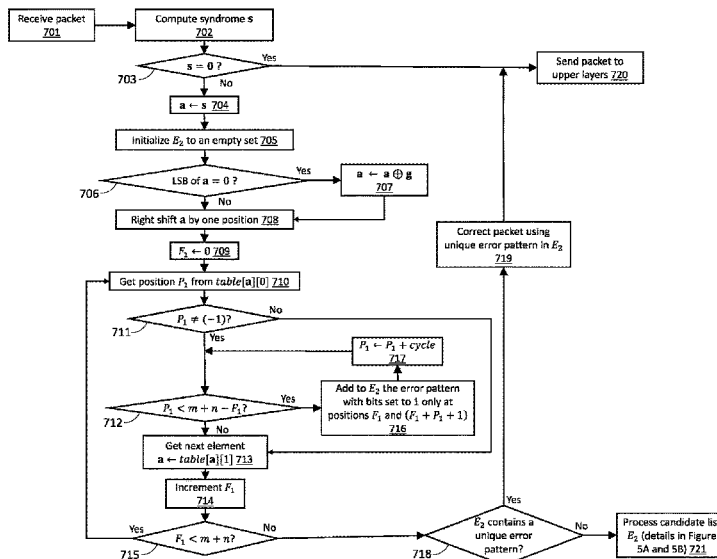 Receive packet
701
Compute syndrome s
702
703
s = 0 ?
Yes
No
Send packet to
upper layers 720
a ← s 704
Initialize E₂ to an empty set 705
706
LSB of a = 0 ?
Yes
No
a ← a ⊕ g
707
Right shift a by one position 708
F₁ ← 0 709
Get position P₁ from table[a][0] 710
711
P₁ ≠ (−1)?
No
Yes
P₁ ← P₁ + cycle
717
712
P₁ < m + n − F₁?
Yes
No
Add to E₂ the error pattern
with bits set to 1 only at
positions F₁ and (F₁ + P₁ + 1)
716
Get next element
a ← table[a][1] 713
Increment F₁
714
715
Yes
F₁ < m + n?
No
Correct packet using
unique error pattern in E₂
719
Yes
718
E₂ contains a
unique error
pattern?
No
Process candidate lis
E₂ (details in Figure
5A and 5B) 721